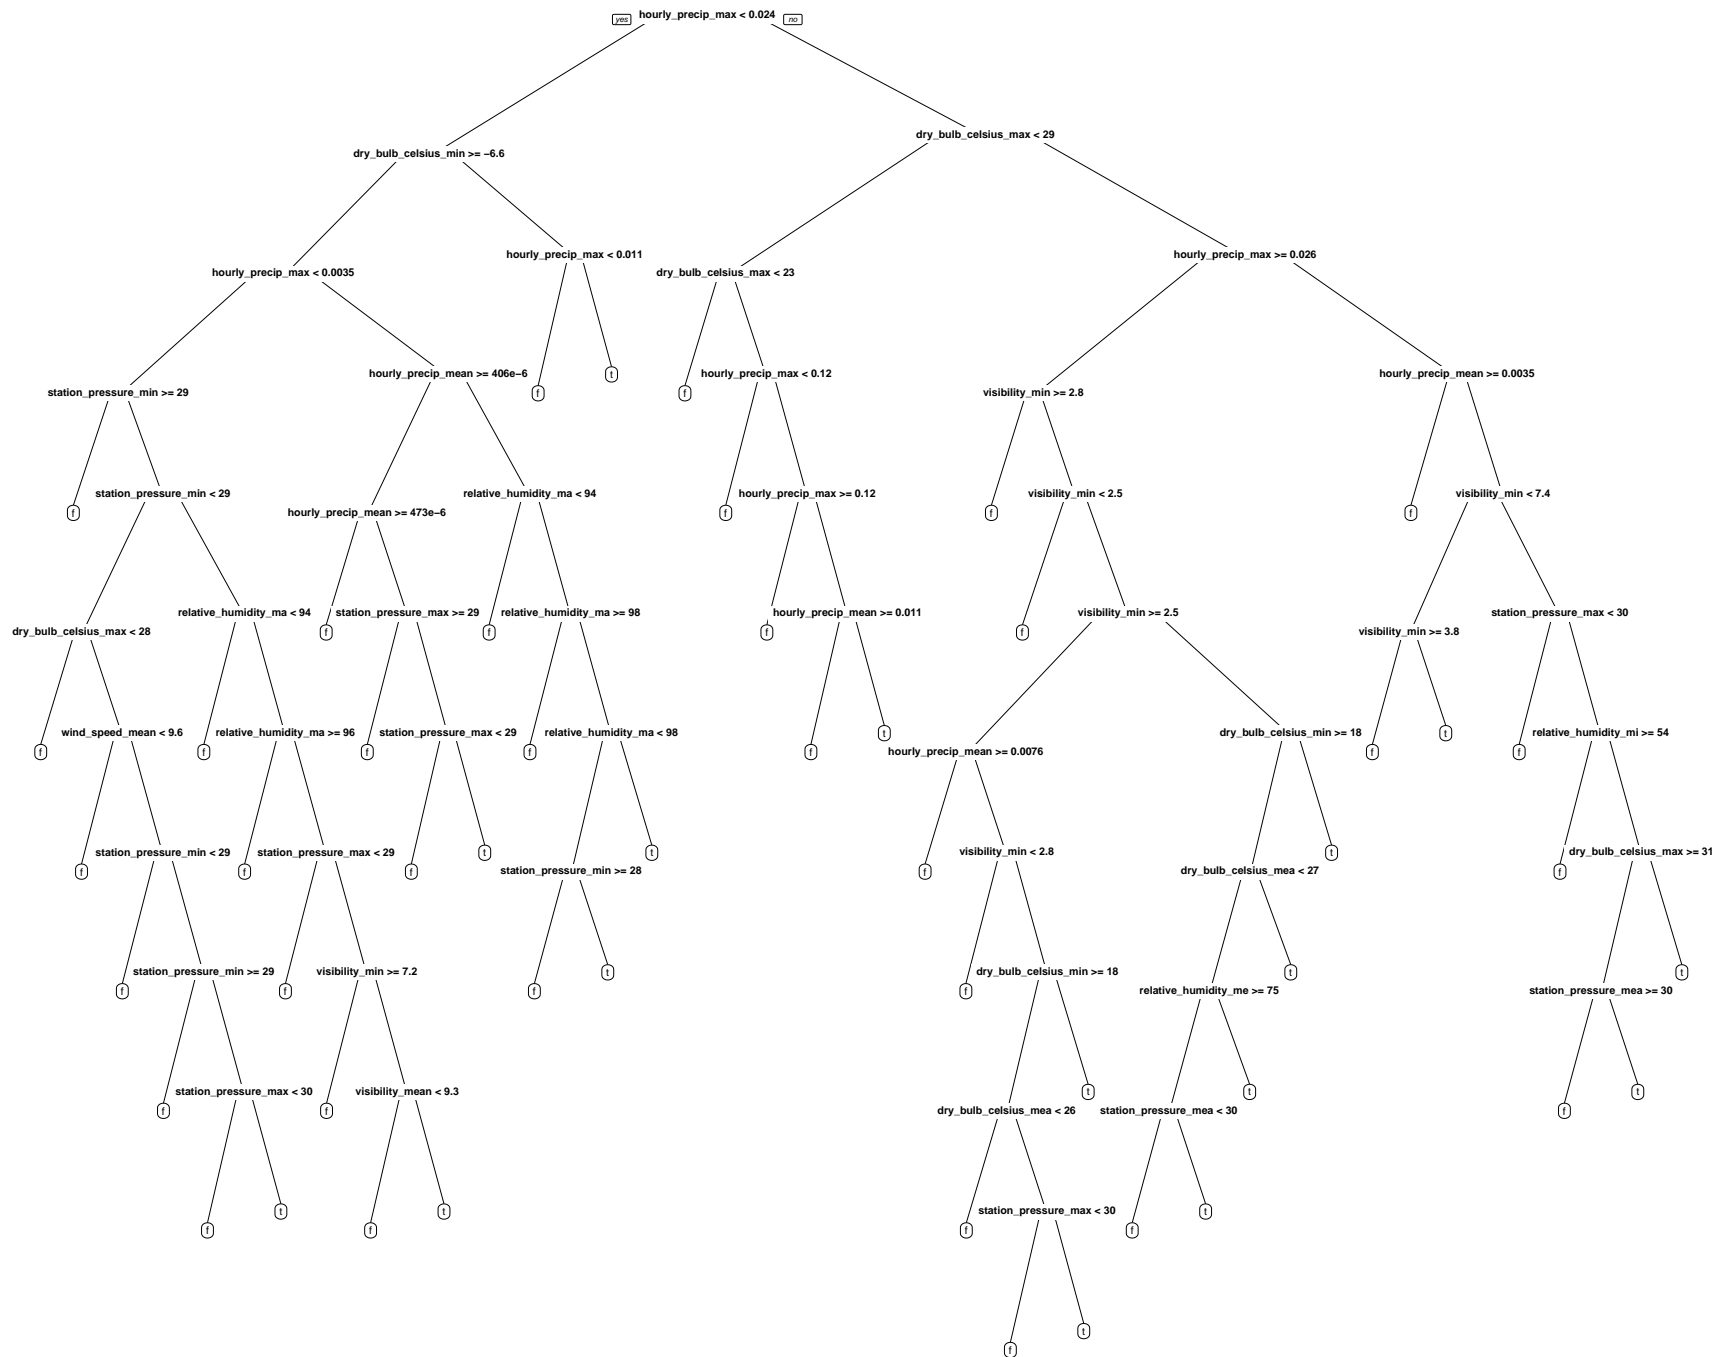 yes hourly_precip_max < 0.024 no
dry_bulb_celsius_max < 29
dry_bulb_celsius_min >= −6.6
hourly_precip_max < 0.011
hourly_precip_max >= 0.026
hourly_precip_max < 0.0035
dry_bulb_celsius_max < 23
hourly_precip_mean >= 406e−6
t
hourly_precip_max < 0.12
hourly_precip_mean >= 0.0035
station_pressure_min >= 29
f
f
visibility_min >= 2.8
station_pressure_min < 29
relative_humidity_ma < 94
hourly_precip_max >= 0.12
visibility_min < 2.5
visibility_min < 7.4
f
hourly_precip_mean >= 473e−6
f
f
f
relative_humidity_ma < 94
station_pressure_max >= 29
relative_humidity_ma >= 98
hourly_precip_mean >= 0.011
visibility_min >= 2.5
station_pressure_max < 30
dry_bulb_celsius_max < 28
f
f
f
f
visibility_min >= 3.8
wind_speed_mean < 9.6
relative_humidity_ma >= 96
station_pressure_max < 29
relative_humidity_ma < 98
t
dry_bulb_celsius_min >= 18
t
relative_humidity_mi >= 54
f
f
f
f
f
hourly_precip_mean >= 0.0076
f
f
station_pressure_min < 29
station_pressure_max < 29
t
t
visibility_min < 2.8
t
dry_bulb_celsius_max >= 31
f
f
f
station_pressure_min >= 28
f
dry_bulb_celsius_mea < 27
f
station_pressure_min >= 29
visibility_min >= 7.2
t
dry_bulb_celsius_min >= 18
t
t
f
f
f
f
relative_humidity_me >= 75
station_pressure_mea >= 30
station_pressure_max < 30
visibility_mean < 9.3
t
t
t
f
f
dry_bulb_celsius_mea < 26
station_pressure_mea < 30
f
t
t
station_pressure_max < 30
t
f
f
f
f
t
f